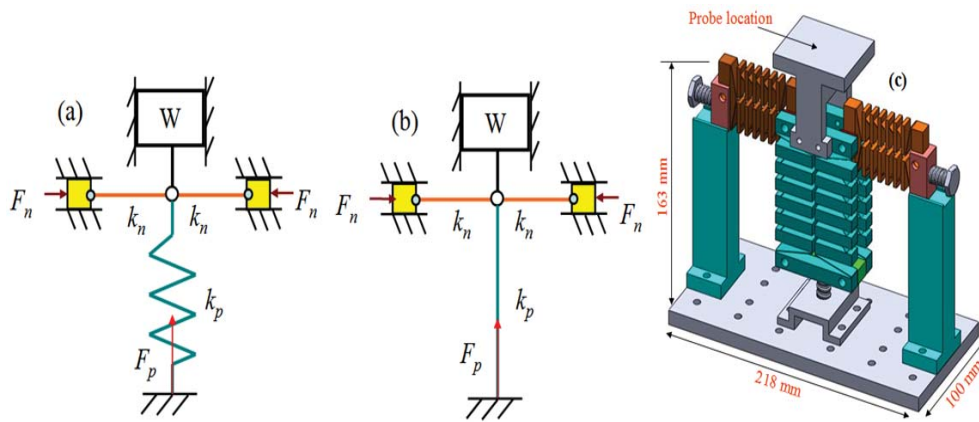 (a)
W
F_n
F_n
k_n
k_n
k_p
F_p
(b)
W
F_n
F_n
k_n
k_n
k_p
F_p
Probe location
(c)
163 mm
218 mm
100 mm